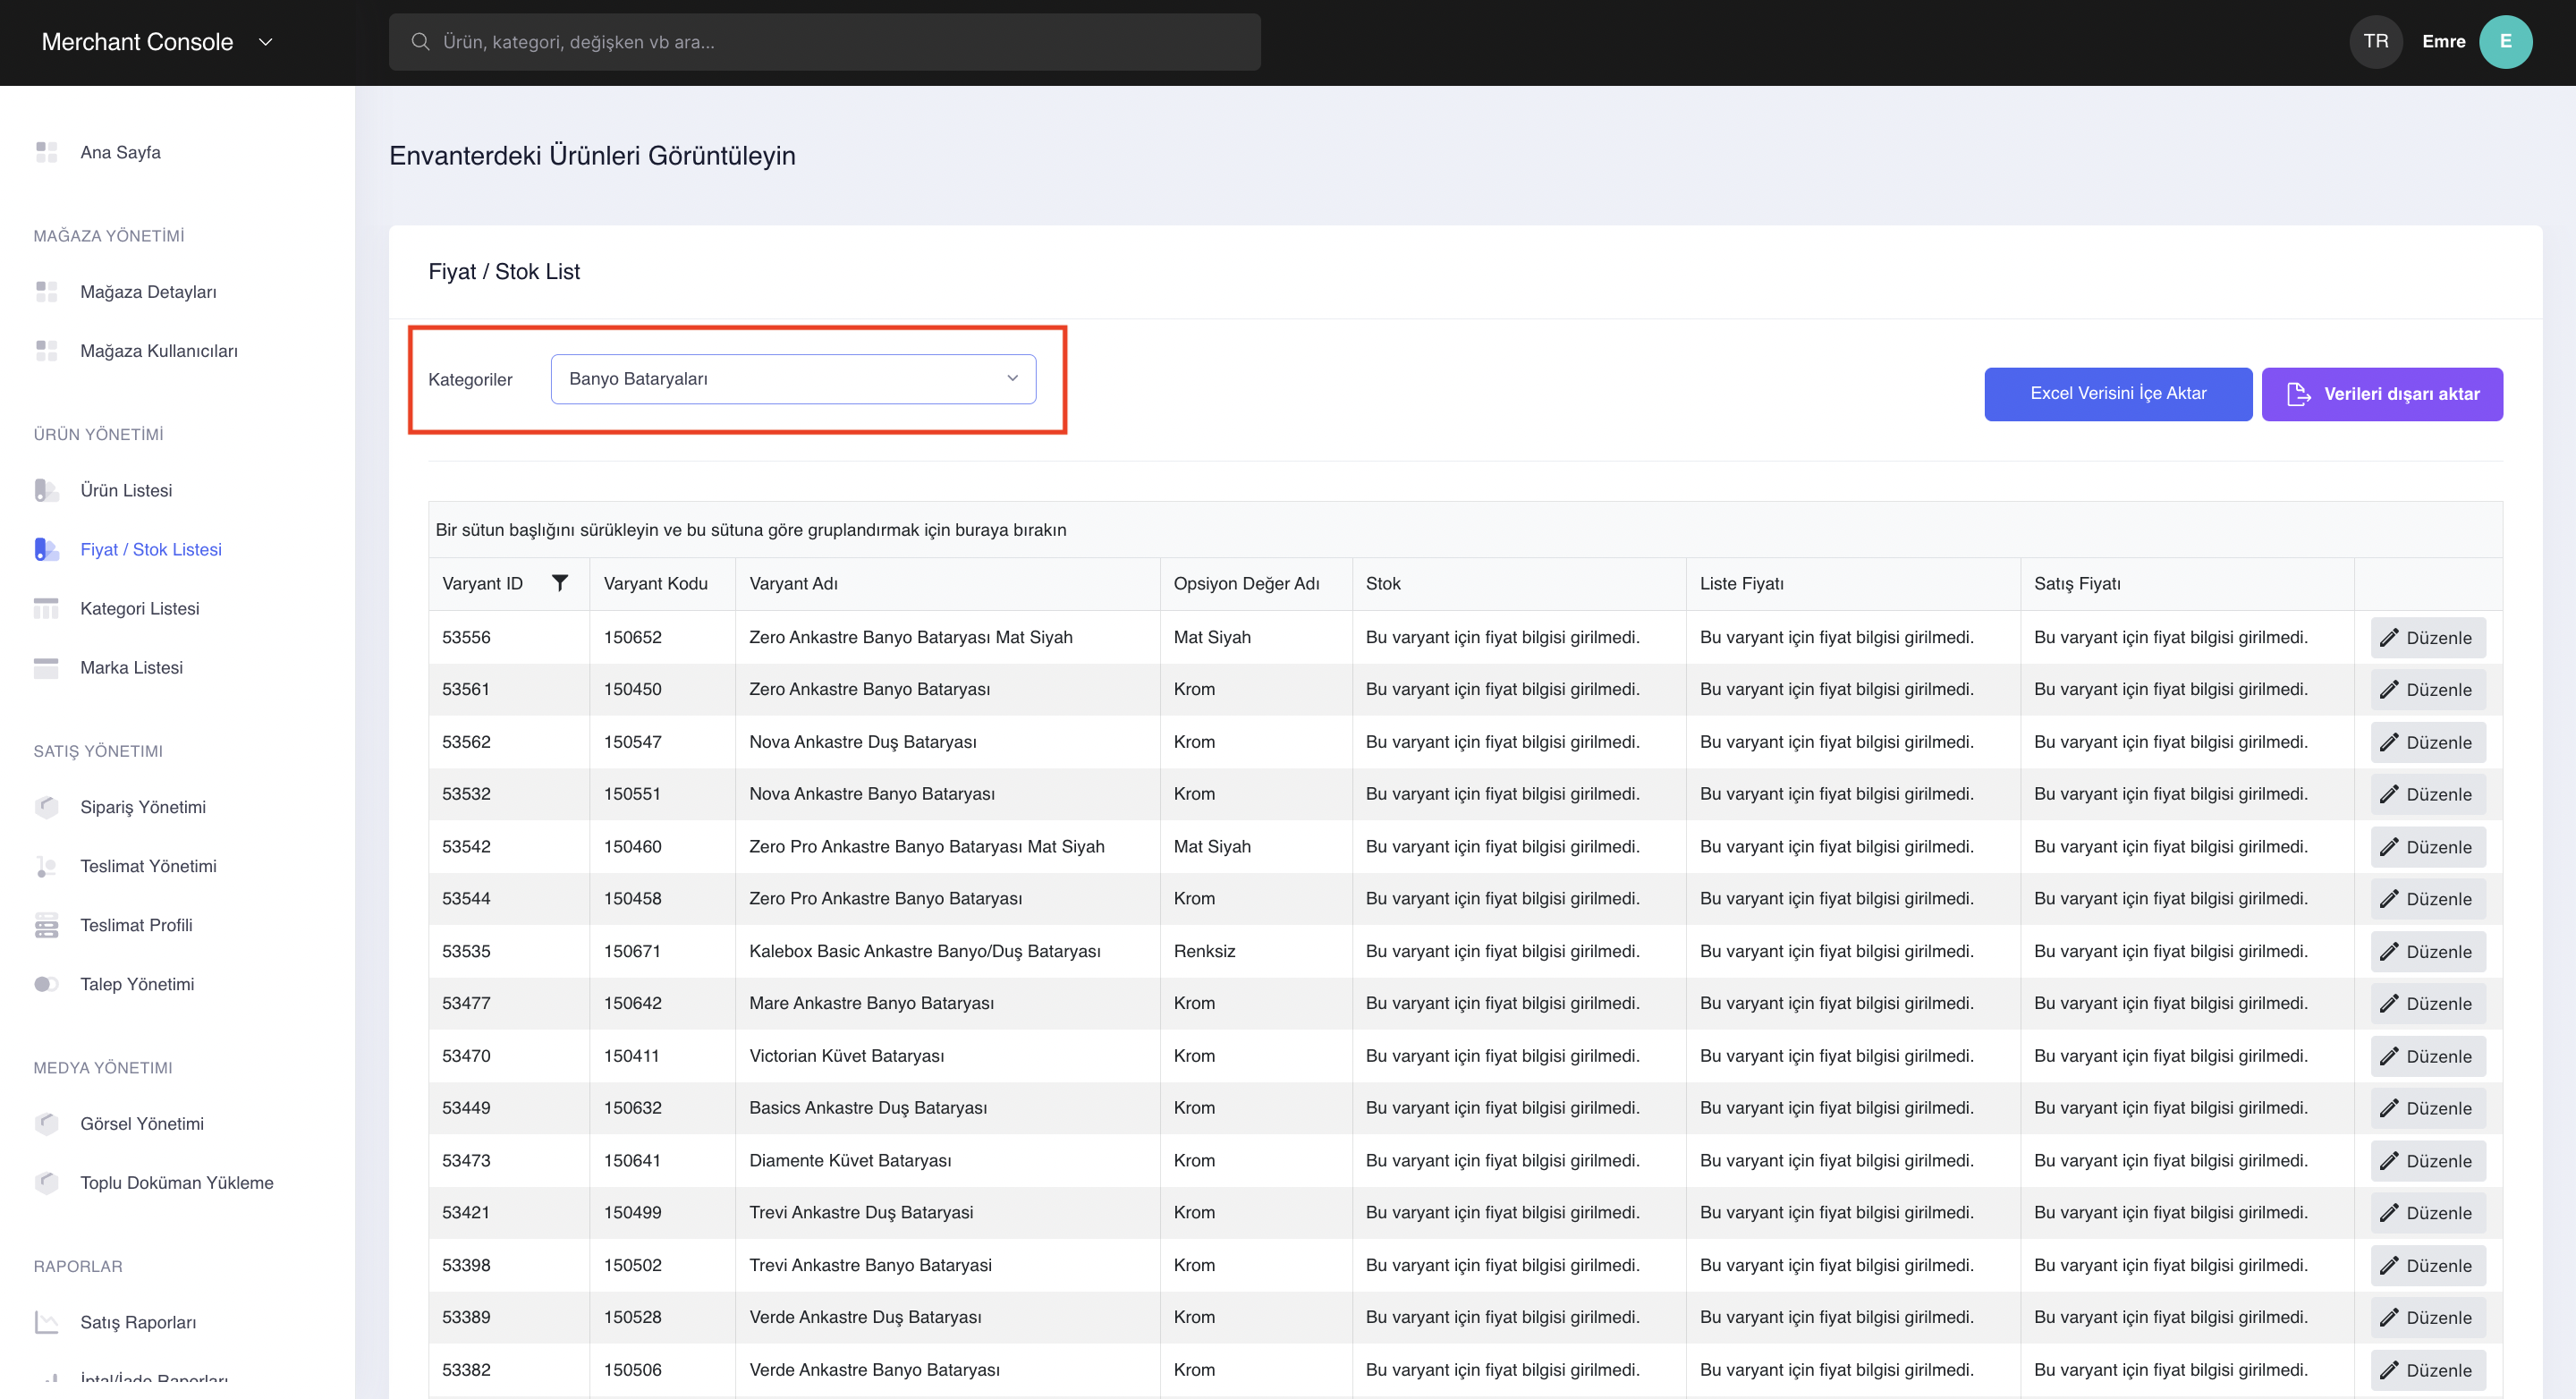 Merchant Console
Ürün, kategori, değişken vb ara...
TR
Emre
E
Ana Sayfa
MAĞAZA YÖNETİMİ
Mağaza Detayları
Mağaza Kullanıcıları
ÜRÜN YÖNETİMİ
Ürün Listesi
Fiyat / Stok Listesi
Kategori Listesi
Marka Listesi
SATIŞ YÖNETIMI
Sipariş Yönetimi
Teslimat Yönetimi
Teslimat Profili
Talep Yönetimi
MEDYA YÖNETIMI
Görsel Yönetimi
Toplu Doküman Yükleme
RAPORLAR
Satış Raporları
İptal/İade Raporları
Envanterdeki Ürünleri Görüntüleyin
Fiyat / Stok List
Kategoriler
Banyo Bataryaları
Excel Verisini İçe Aktar
Verileri dışarı aktar
Bir sütun başlığını sürükleyin ve bu sütuna göre gruplandırmak için buraya bırakın
Varyant ID Varyant Kodu Varyant Adı Opsiyon Değer Adı Stok Liste Fiyatı Satış Fiyatı
53556 150652 Zero Ankastre Banyo Bataryası Mat Siyah Mat Siyah Bu varyant için fiyat bilgisi girilmedi. Bu varyant için fiyat bilgisi girilmedi. Bu varyant için fiyat bilgisi girilmedi. Düzenle
53561 150450 Zero Ankastre Banyo Bataryası Krom Bu varyant için fiyat bilgisi girilmedi. Bu varyant için fiyat bilgisi girilmedi. Bu varyant için fiyat bilgisi girilmedi. Düzenle
53562 150547 Nova Ankastre Duş Bataryası Krom Bu varyant için fiyat bilgisi girilmedi. Bu varyant için fiyat bilgisi girilmedi. Bu varyant için fiyat bilgisi girilmedi. Düzenle
53532 150551 Nova Ankastre Banyo Bataryası Krom Bu varyant için fiyat bilgisi girilmedi. Bu varyant için fiyat bilgisi girilmedi. Bu varyant için fiyat bilgisi girilmedi. Düzenle
53542 150460 Zero Pro Ankastre Banyo Bataryası Mat Siyah Mat Siyah Bu varyant için fiyat bilgisi girilmedi. Bu varyant için fiyat bilgisi girilmedi. Bu varyant için fiyat bilgisi girilmedi. Düzenle
53544 150458 Zero Pro Ankastre Banyo Bataryası Krom Bu varyant için fiyat bilgisi girilmedi. Bu varyant için fiyat bilgisi girilmedi. Bu varyant için fiyat bilgisi girilmedi. Düzenle
53535 150671 Kalebox Basic Ankastre Banyo/Duş Bataryası Renksiz Bu varyant için fiyat bilgisi girilmedi. Bu varyant için fiyat bilgisi girilmedi. Bu varyant için fiyat bilgisi girilmedi. Düzenle
53477 150642 Mare Ankastre Banyo Bataryası Krom Bu varyant için fiyat bilgisi girilmedi. Bu varyant için fiyat bilgisi girilmedi. Bu varyant için fiyat bilgisi girilmedi. Düzenle
53470 150411 Victorian Küvet Bataryası Krom Bu varyant için fiyat bilgisi girilmedi. Bu varyant için fiyat bilgisi girilmedi. Bu varyant için fiyat bilgisi girilmedi. Düzenle
53449 150632 Basics Ankastre Duş Bataryası Krom Bu varyant için fiyat bilgisi girilmedi. Bu varyant için fiyat bilgisi girilmedi. Bu varyant için fiyat bilgisi girilmedi. Düzenle
53473 150641 Diamente Küvet Bataryası Krom Bu varyant için fiyat bilgisi girilmedi. Bu varyant için fiyat bilgisi girilmedi. Bu varyant için fiyat bilgisi girilmedi. Düzenle
53421 150499 Trevi Ankastre Duş Bataryasi Krom Bu varyant için fiyat bilgisi girilmedi. Bu varyant için fiyat bilgisi girilmedi. Bu varyant için fiyat bilgisi girilmedi. Düzenle
53398 150502 Trevi Ankastre Banyo Bataryasi Krom Bu varyant için fiyat bilgisi girilmedi. Bu varyant için fiyat bilgisi girilmedi. Bu varyant için fiyat bilgisi girilmedi. Düzenle
53389 150528 Verde Ankastre Duş Bataryası Krom Bu varyant için fiyat bilgisi girilmedi. Bu varyant için fiyat bilgisi girilmedi. Bu varyant için fiyat bilgisi girilmedi. Düzenle
53382 150506 Verde Ankastre Banyo Bataryası Krom Bu varyant için fiyat bilgisi girilmedi. Bu varyant için fiyat bilgisi girilmedi. Bu varyant için fiyat bilgisi girilmedi. Düzenle